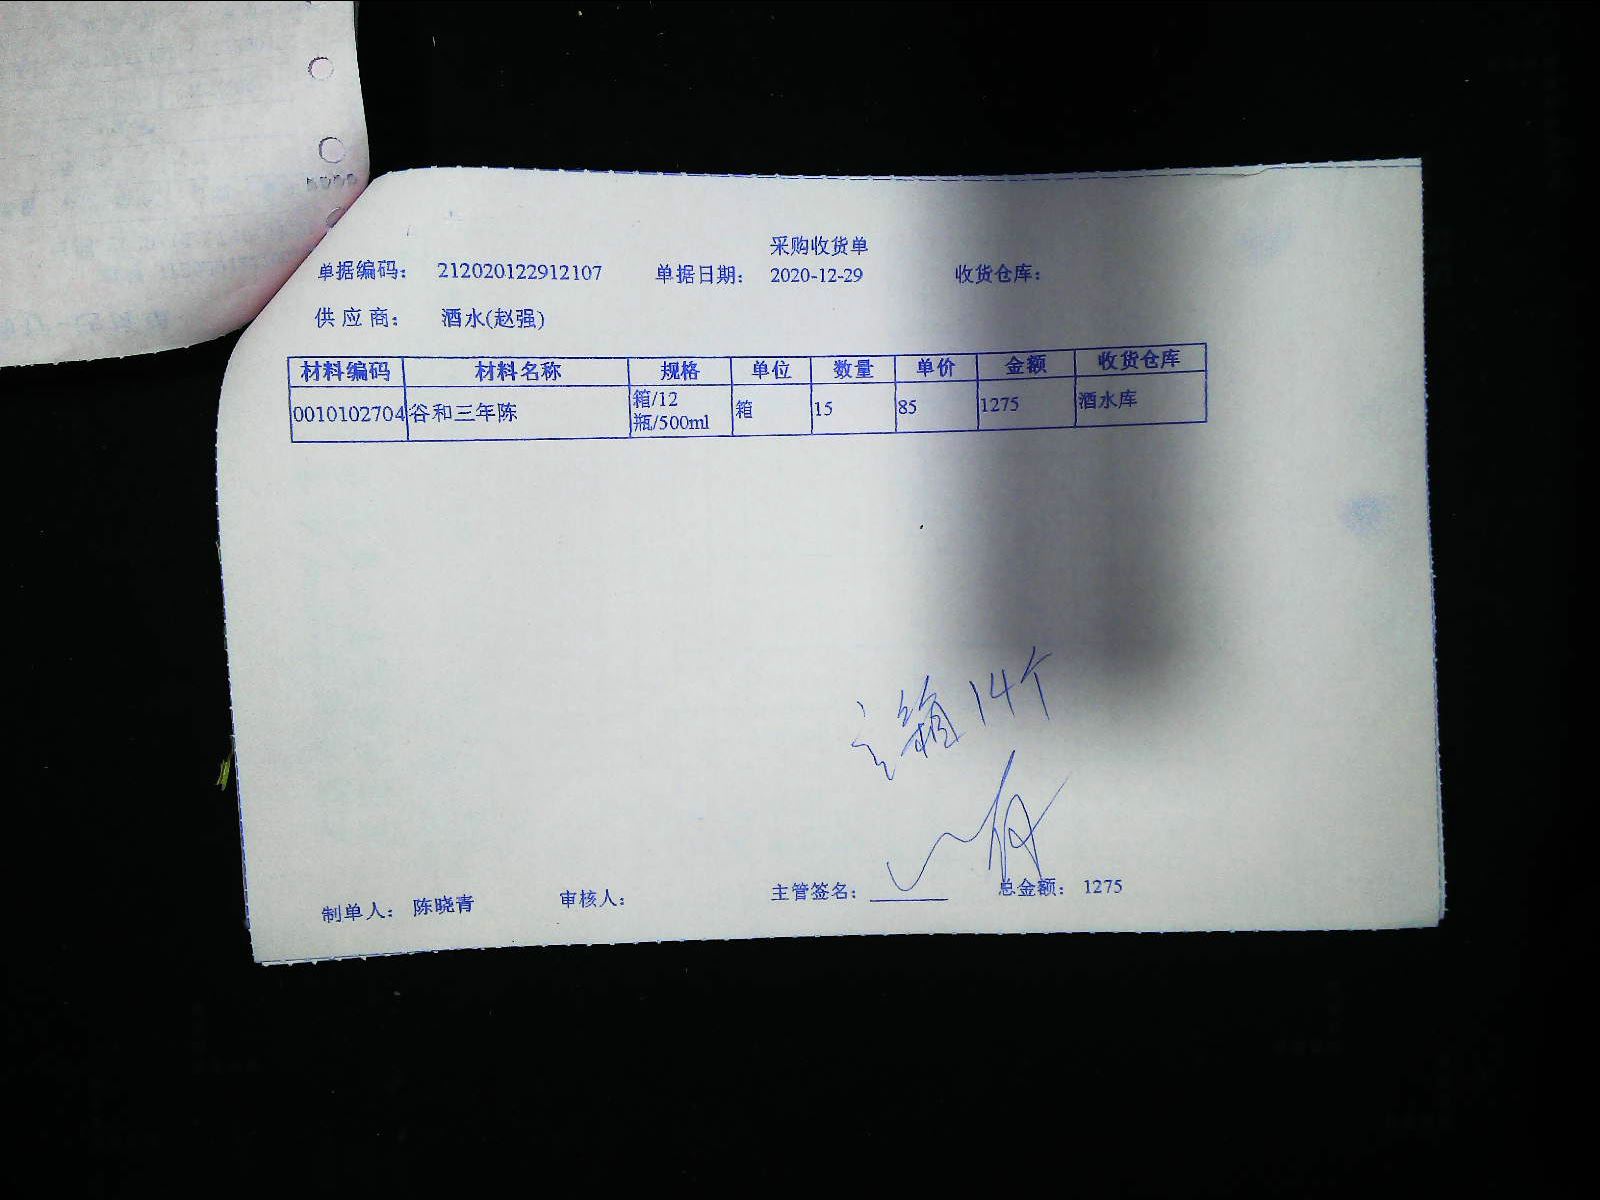 采购收货单
单据编码： 212020122912107 单据日期： 2020-12-29 收货仓库：
供应商： 酒水(赵强)
材料编码 材料名称 规格 单位 数量 单价 金额 收货仓库
0010102704 谷和三年陈 箱/12瓶/500ml 箱 15 85 1275 酒水库
箱14个
制单人： 陈晓青 审核人： 主管签名： 总金额： 1275